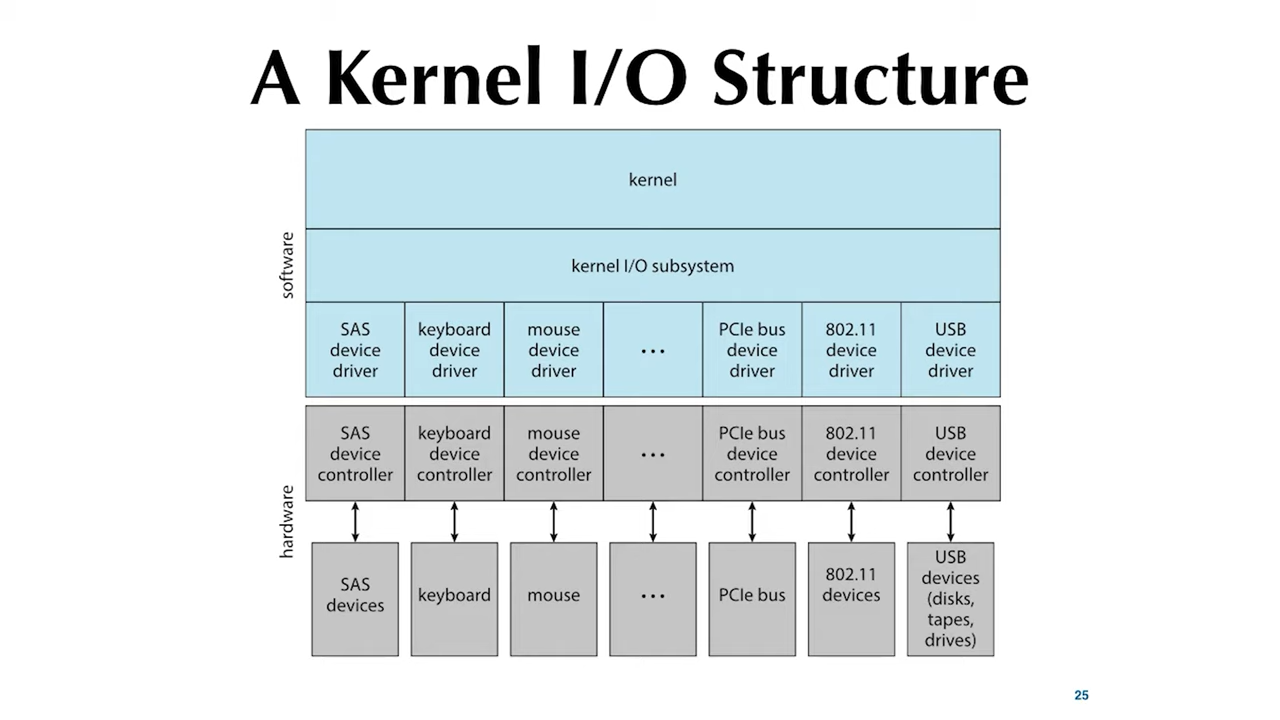 A Kernel I/O Structure
software
kernel
kernel I/O subsystem
SAS
device
driver
keyboard
device
driver
mouse
device
driver
...
PCIe bus
device
driver
802.11
device
driver
USB
device
driver
hardware
SAS
device
controller
keyboard
device
controller
mouse
device
controller
...
PCIe bus
device
controller
802.11
device
controller
USB
device
controller
SAS
devices
keyboard
mouse
...
PCIe bus
802.11
devices
USB
devices
(disks,
tapes,
drives)
25